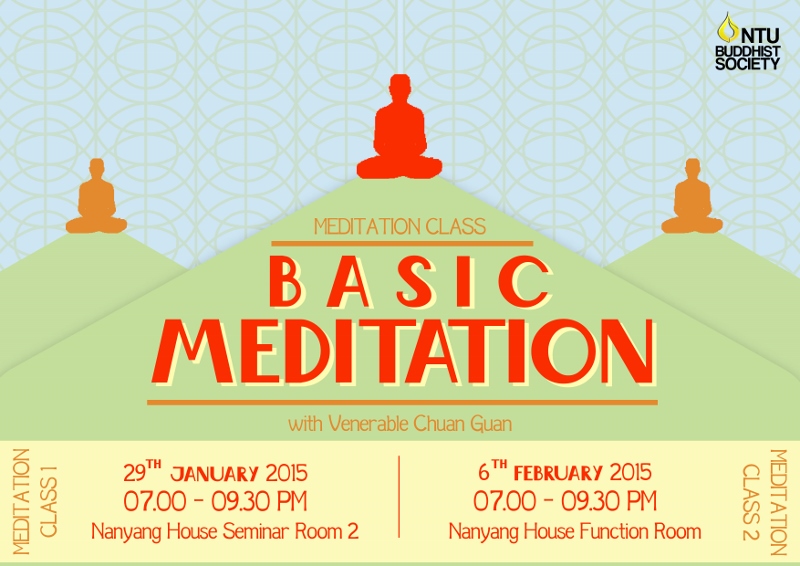 NTU
BUDDHIST
SOCIETY
MEDITATION CLASS
BASIC
MEDITATION
with Venerable Chuan Guan
MEDITATION
CLASS 1
29TH JANUARY 2015
07.00 - 09.30 PM
Nanyang House Seminar Room 2
6TH FEBRUARY 2015
07.00 - 09.30 PM
Nanyang House Function Room
MEDITATION
CLASS 2